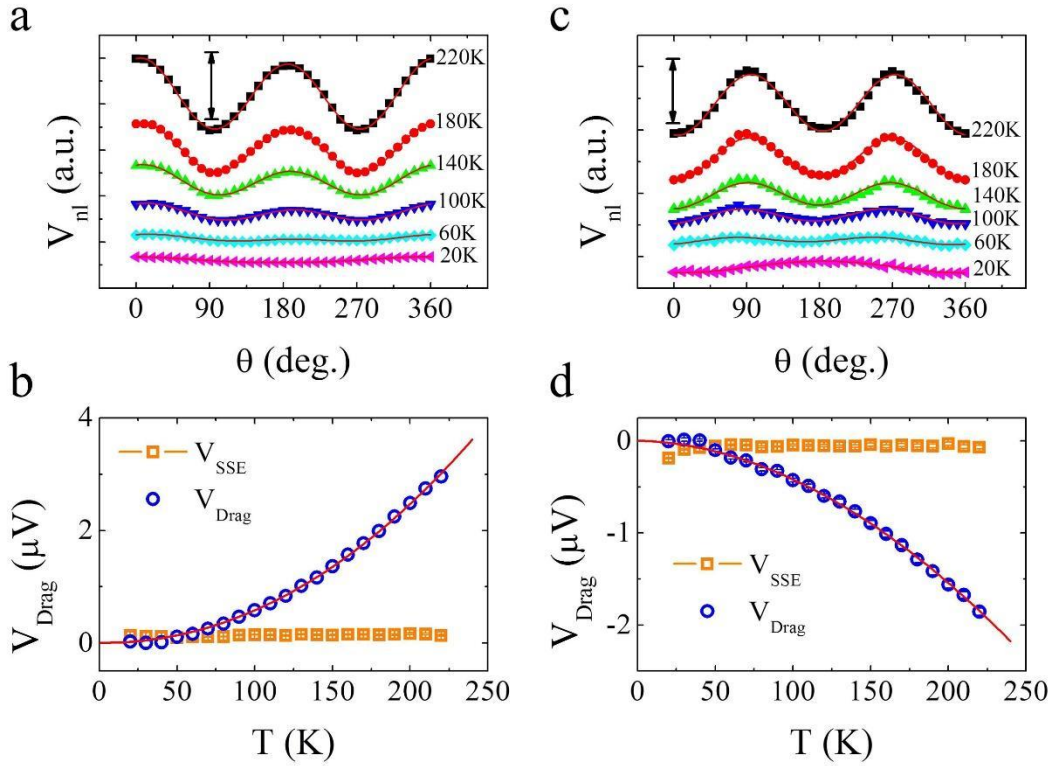 a
V_nl (a.u.)
220K
180K
140K
100K
60K
20K
0 90 180 270 360
θ (deg.)
c
V_nl (a.u.)
220K
180K
140K
100K
60K
20K
0 90 180 270 360
θ (deg.)
b
V_Drag (μV)
4
2
0
V_SSE
V_Drag
0 50 100 150 200 250
T (K)
d
V_Drag (μV)
0
-1
-2
V_SSE
V_Drag
0 50 100 150 200 250
T (K)